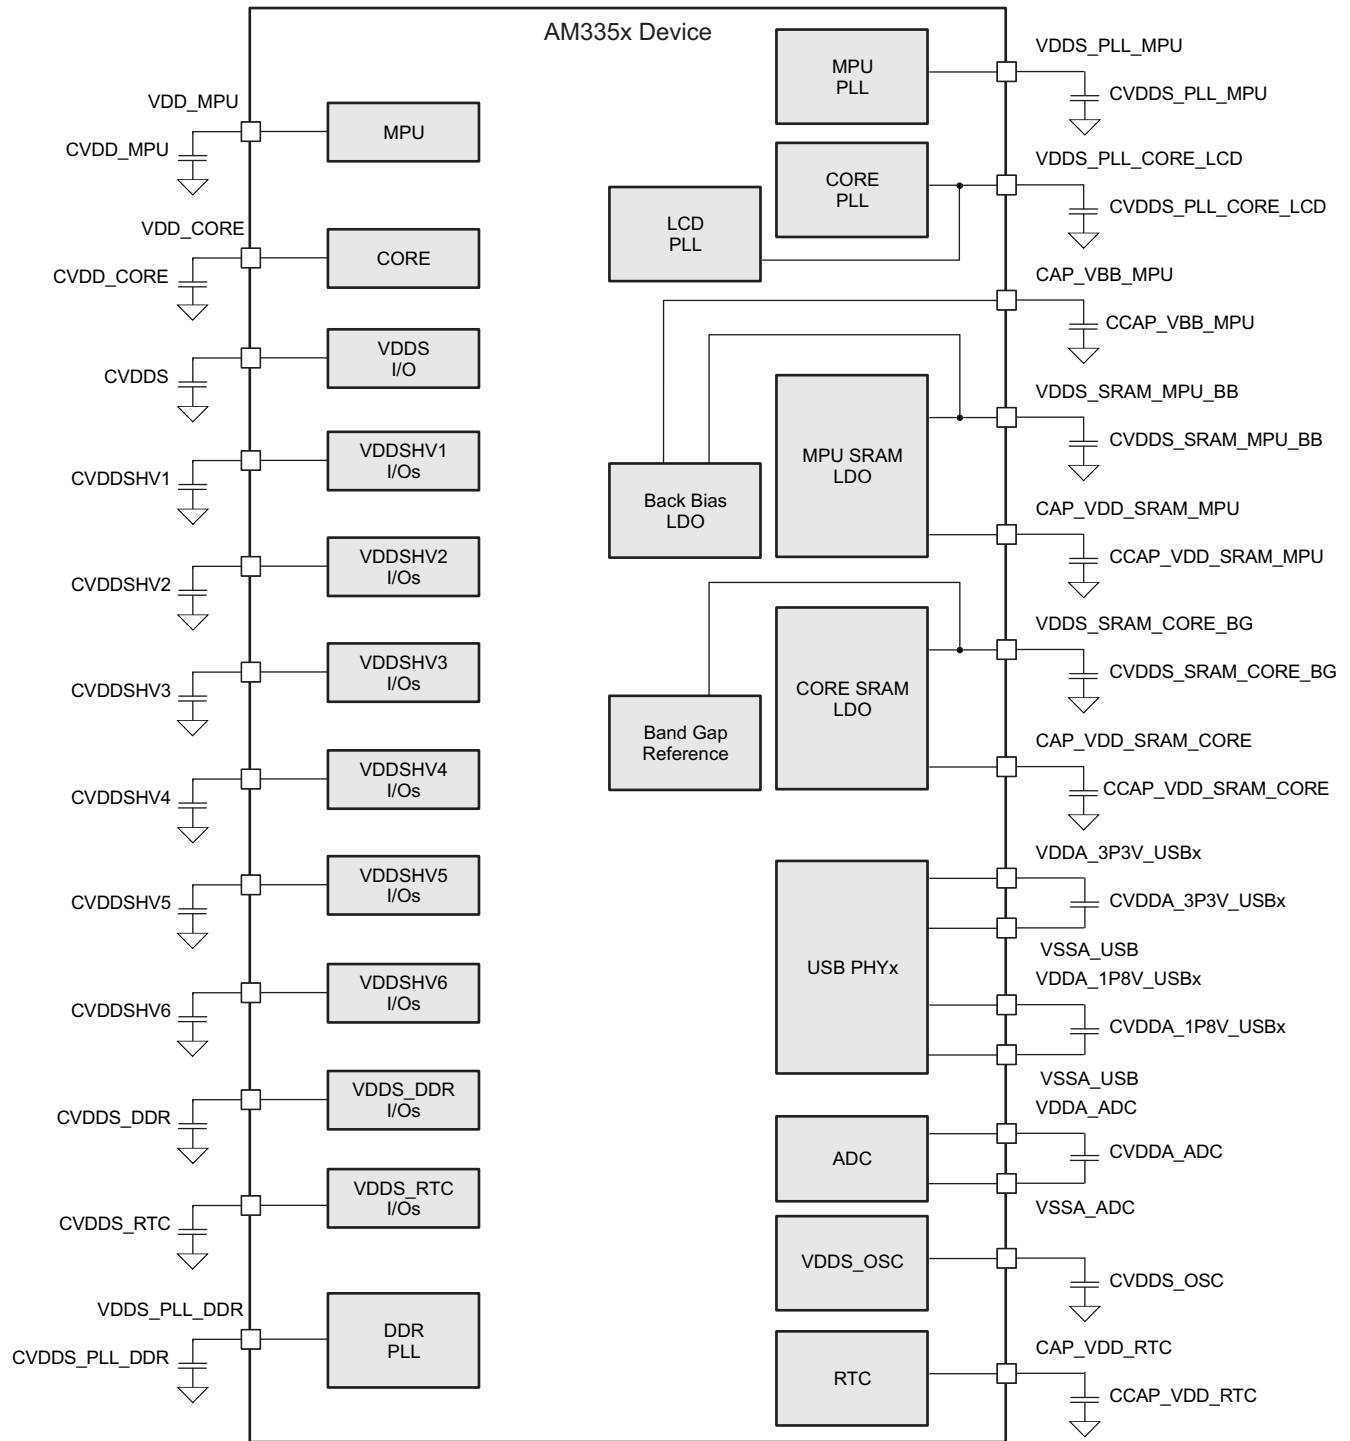 AM335x Device
VDD_MPU
CVDD_MPU
MPU
VDD_CORE
CVDD_CORE
CORE
CVDDS
VDDS
I/O
CVDDSHV1
VDDSHV1
I/Os
CVDDSHV2
VDDSHV2
I/Os
CVDDSHV3
VDDSHV3
I/Os
CVDDSHV4
VDDSHV4
I/Os
CVDDSHV5
VDDSHV5
I/Os
CVDDSHV6
VDDSHV6
I/Os
CVDDS_DDR
VDDS_DDR
I/Os
CVDDS_RTC
VDDS_RTC
I/Os
VDDS_PLL_DDR
CVDDS_PLL_DDR
DDR
PLL
MPU
PLL
VDDS_PLL_MPU
CVDDS_PLL_MPU
CORE
PLL
LCD
PLL
VDDS_PLL_CORE_LCD
CVDDS_PLL_CORE_LCD
CAP_VBB_MPU
CCAP_VBB_MPU
Back Bias
LDO
MPU SRAM
LDO
VDDS_SRAM_MPU_BB
CVDDS_SRAM_MPU_BB
CAP_VDD_SRAM_MPU
CCAP_VDD_SRAM_MPU
Band Gap
Reference
CORE SRAM
LDO
VDDS_SRAM_CORE_BG
CVDDS_SRAM_CORE_BG
CAP_VDD_SRAM_CORE
CCAP_VDD_SRAM_CORE
USB PHYx
VDDA_3P3V_USBx
CVDDA_3P3V_USBx
VSSA_USB
VDDA_1P8V_USBx
CVDDA_1P8V_USBx
VSSA_USB
ADC
VDDA_ADC
CVDDA_ADC
VSSA_ADC
VDDS_OSC
CVDDS_OSC
RTC
CAP_VDD_RTC
CCAP_VDD_RTC